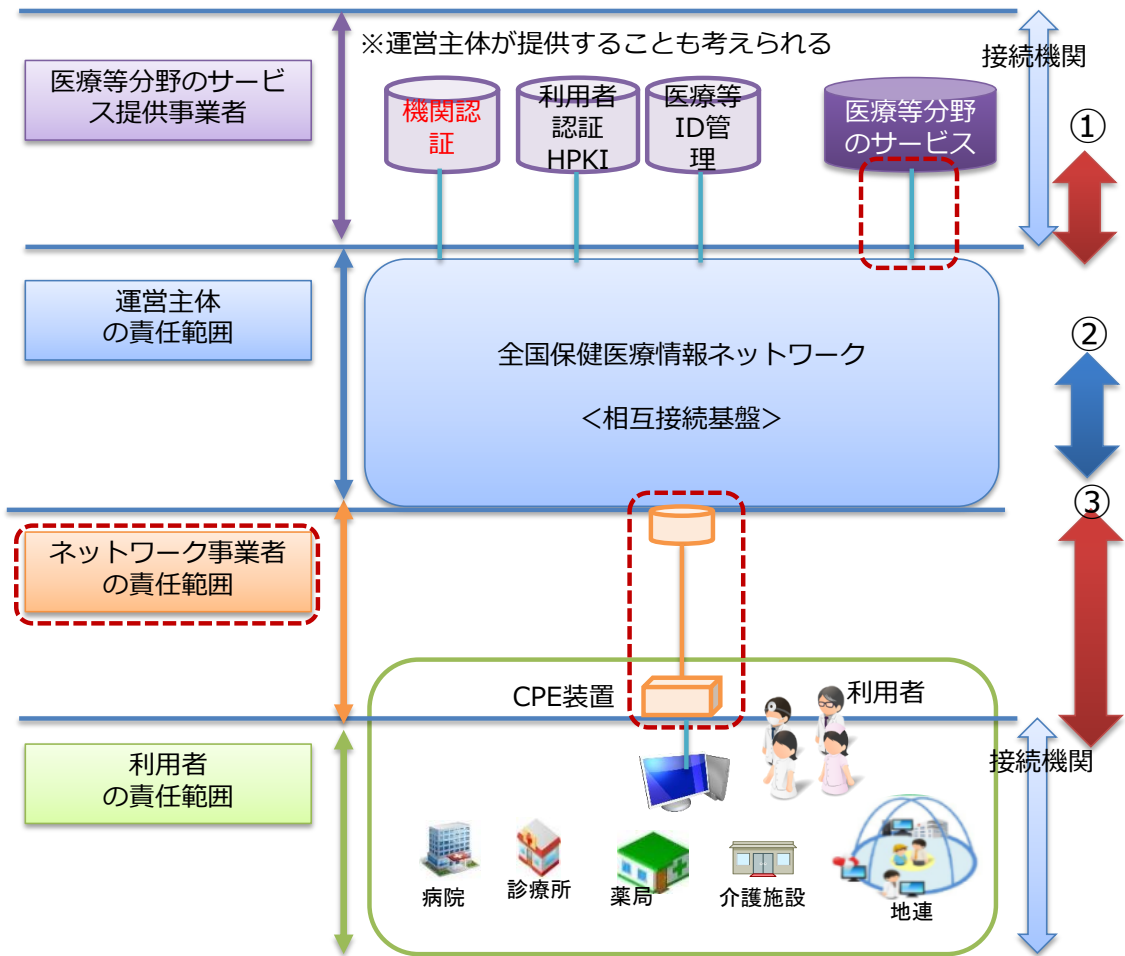 ※運営主体が提供することも考えられる
接続機関
医療等分野のサービ
ス提供事業者
機関認
証
利用者
認証
HPKI
医療等
ID管
理
医療等分野
のサービス
①
運営主体
の責任範囲
全国保健医療情報ネットワーク
<相互接続基盤>
②
③
ネットワーク事業者
の責任範囲
CPE装置
利用者
接続機関
利用者
の責任範囲
病院
診療所
薬局
介護施設
地連